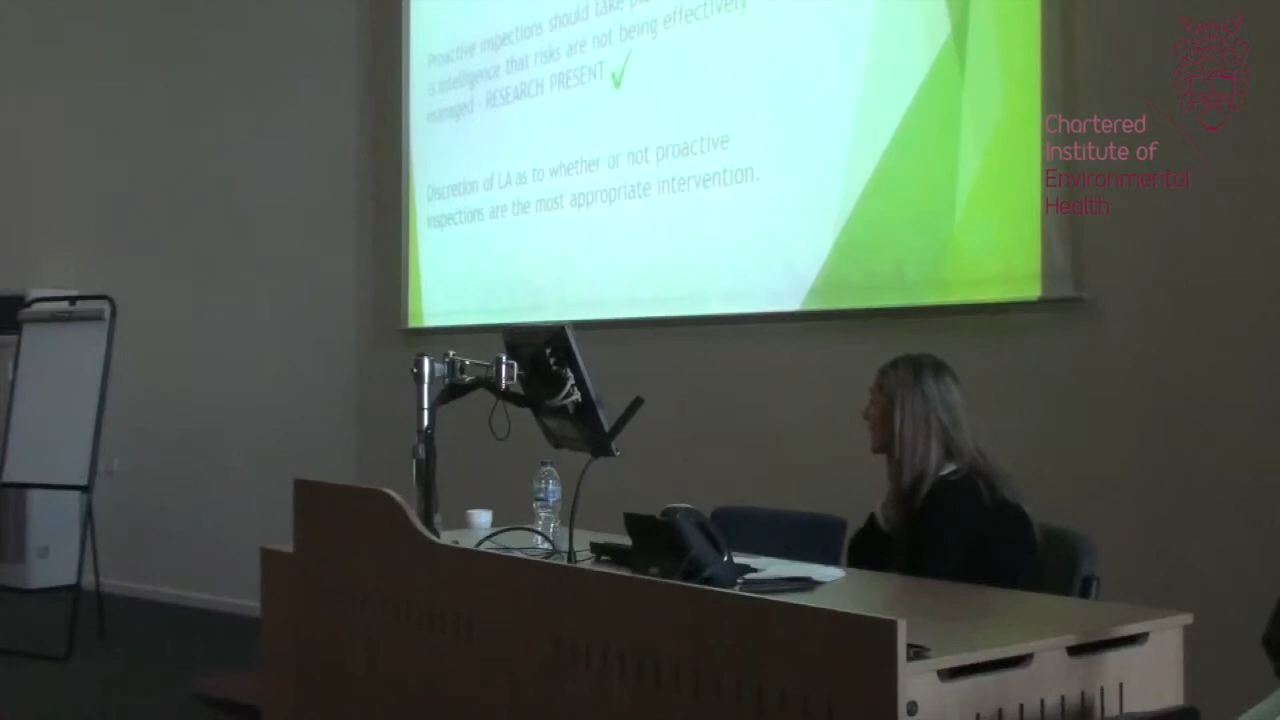 Proactive inspections should take
is intelligence that risks are not being effectively
managed - RESEARCH PRESENT ✓
Discretion of LA as to whether or not proactive
inspections are the most appropriate intervention.
Chartered
Institute of
Environmental
Health